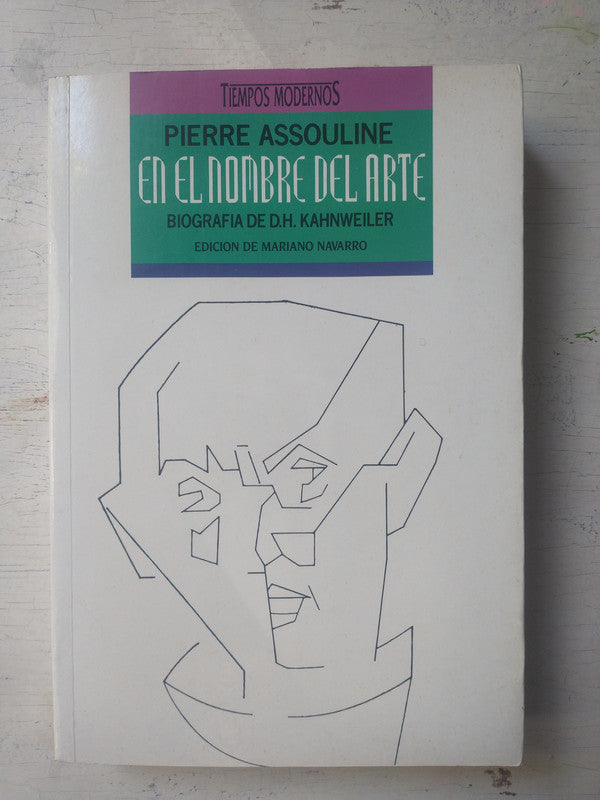 TIEMPOS MODERNOS
PIERRE ASSOULINE
EN EL NOMBRE DEL ARTE
BIOGRAFIA DE D.H. KAHNWEILER
EDICION DE MARIANO NAVARRO